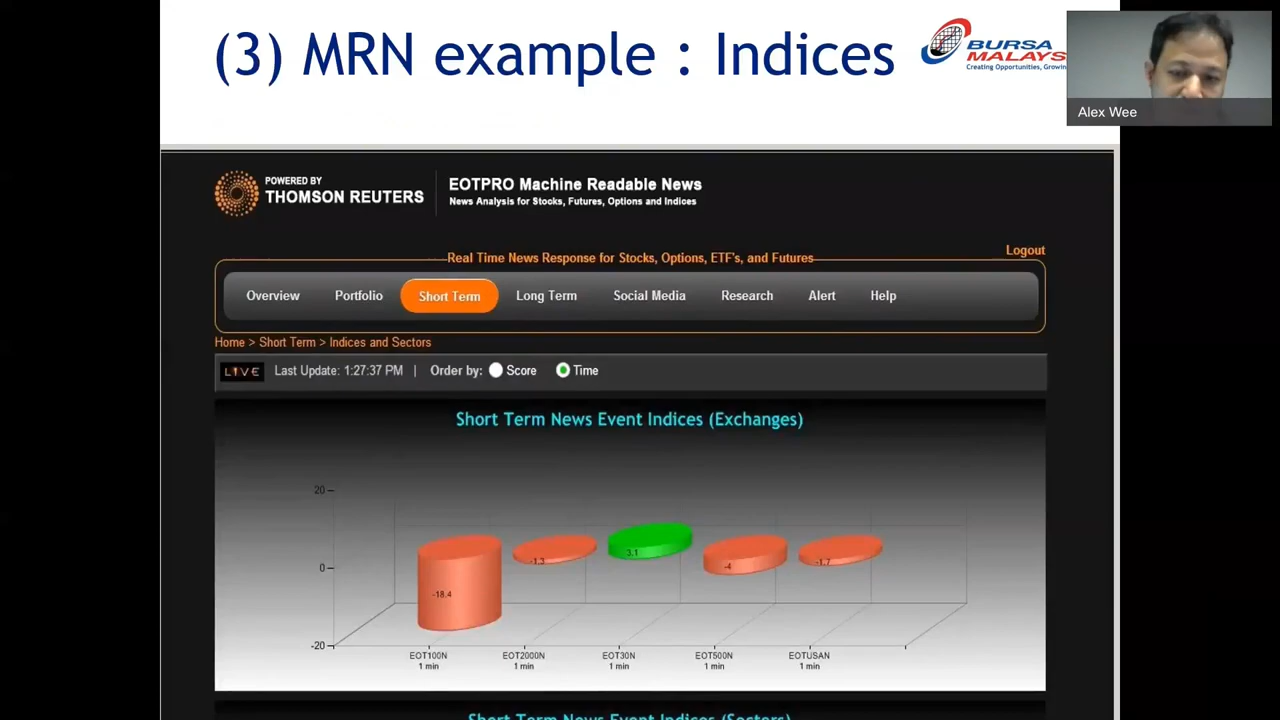 (3) MRN example : Indices
BURSA
MALAYS
Creating Opportunities, Growin
Alex Wee
POWERED BY
THOMSON REUTERS
EOTPRO Machine Readable News
News Analysis for Stocks, Futures, Options and Indices
Logout
Real Time News Response for Stocks, Options, ETF's, and Futures
Overview Portfolio Short Term Long Term Social Media Research Alert Help
Home > Short Term > Indices and Sectors
LIVE Last Update: 1:27:37 PM | Order by: Score Time
Short Term News Event Indices (Exchanges)
20
0
-20
-18.4
-1.3
3.1
-4
-1.7
EOT100N EOT2000N EOT30N EOT500N EOTUSAN
1 min 1 min 1 min 1 min 1 min
Short Term News Event Indices (Sectors)